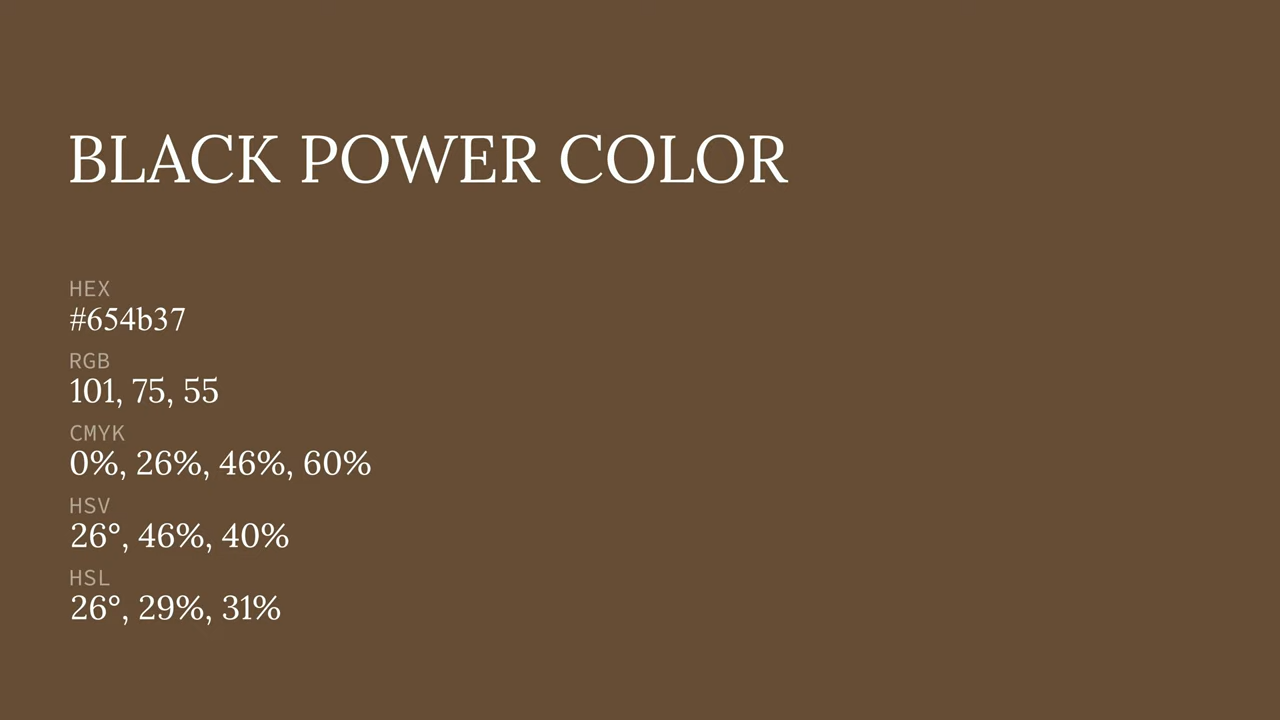 BLACK POWER COLOR
HEX
#654b37
RGB
101, 75, 55
CMYK
0%, 26%, 46%, 60%
HSV
26°, 46%, 40%
HSL
26°, 29%, 31%